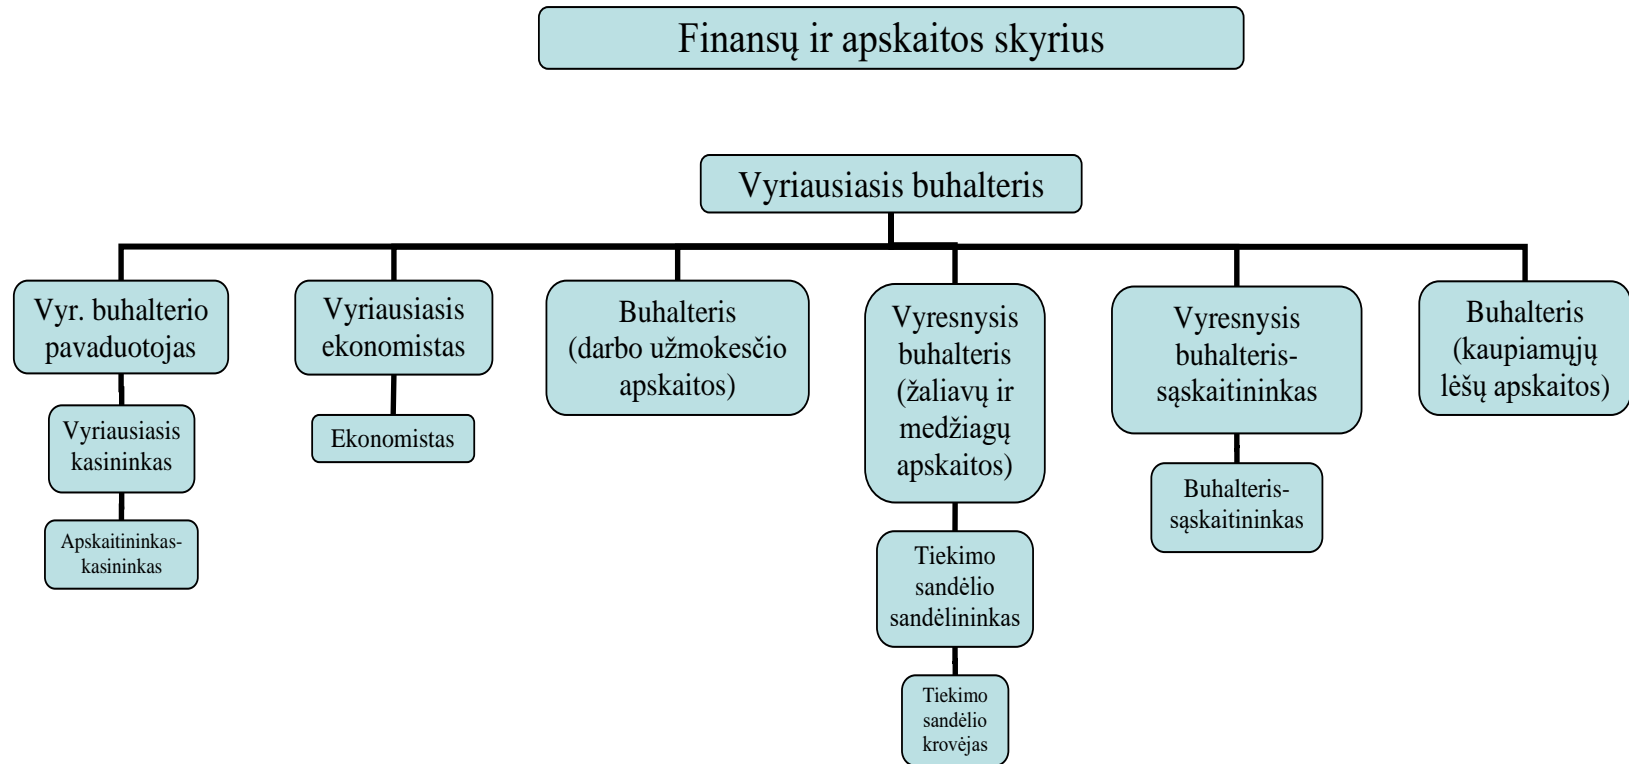 Finansų ir apskaitos skyrius
Vyriausiasis buhalteris
Vyr. buhalterio
pavaduotojas
Vyriausiasis
ekonomistas
Buhalteris
(darbo užmokesčio
apskaitos)
Vyresnysis
buhalteris
(žaliavų ir
medžiagų
apskaitos)
Vyresnysis
buhalteris-
sąskaitininkas
Buhalteris
(kaupiamųjų
lėšų apskaitos)
Vyriausiasis
kasininkas
Ekonomistas
Buhalteris-
sąskaitininkas
Apskaitininkas-
kasininkas
Tiekimo
sandėlio
sandėlininkas
Tiekimo
sandėlio
krovėjas